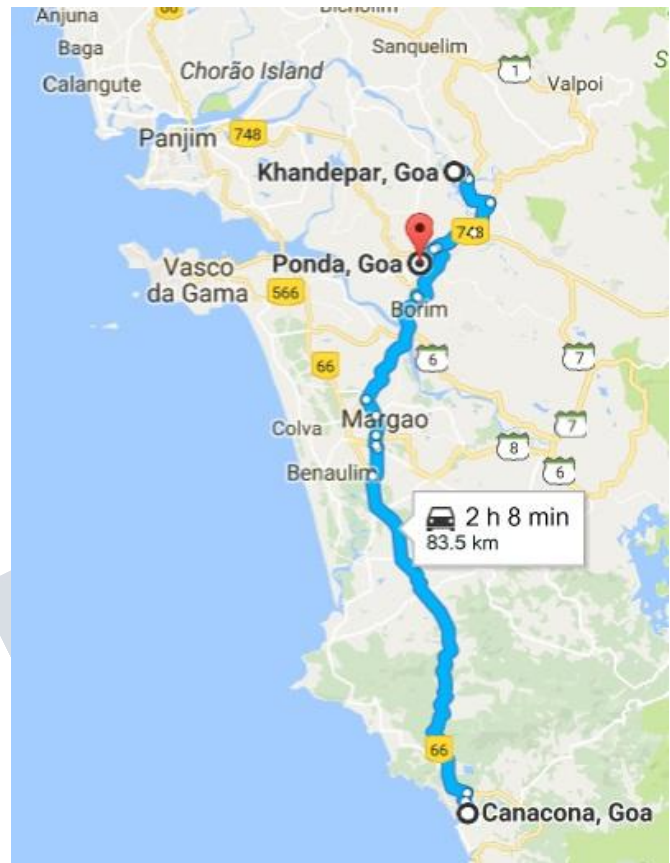 Anjuna
66
Baga
Sanquelim
Calangute
Chorão Island
1
Valpoi
S
Panjim
748
Khandepar, Goa
748
Vasco
da Gama
Ponda, Goa
566
Borim
66
6
7
Colva
Margao
7
8
Benaulim
6
2 h 8 min
83.5 km
66
Canacona, Goa